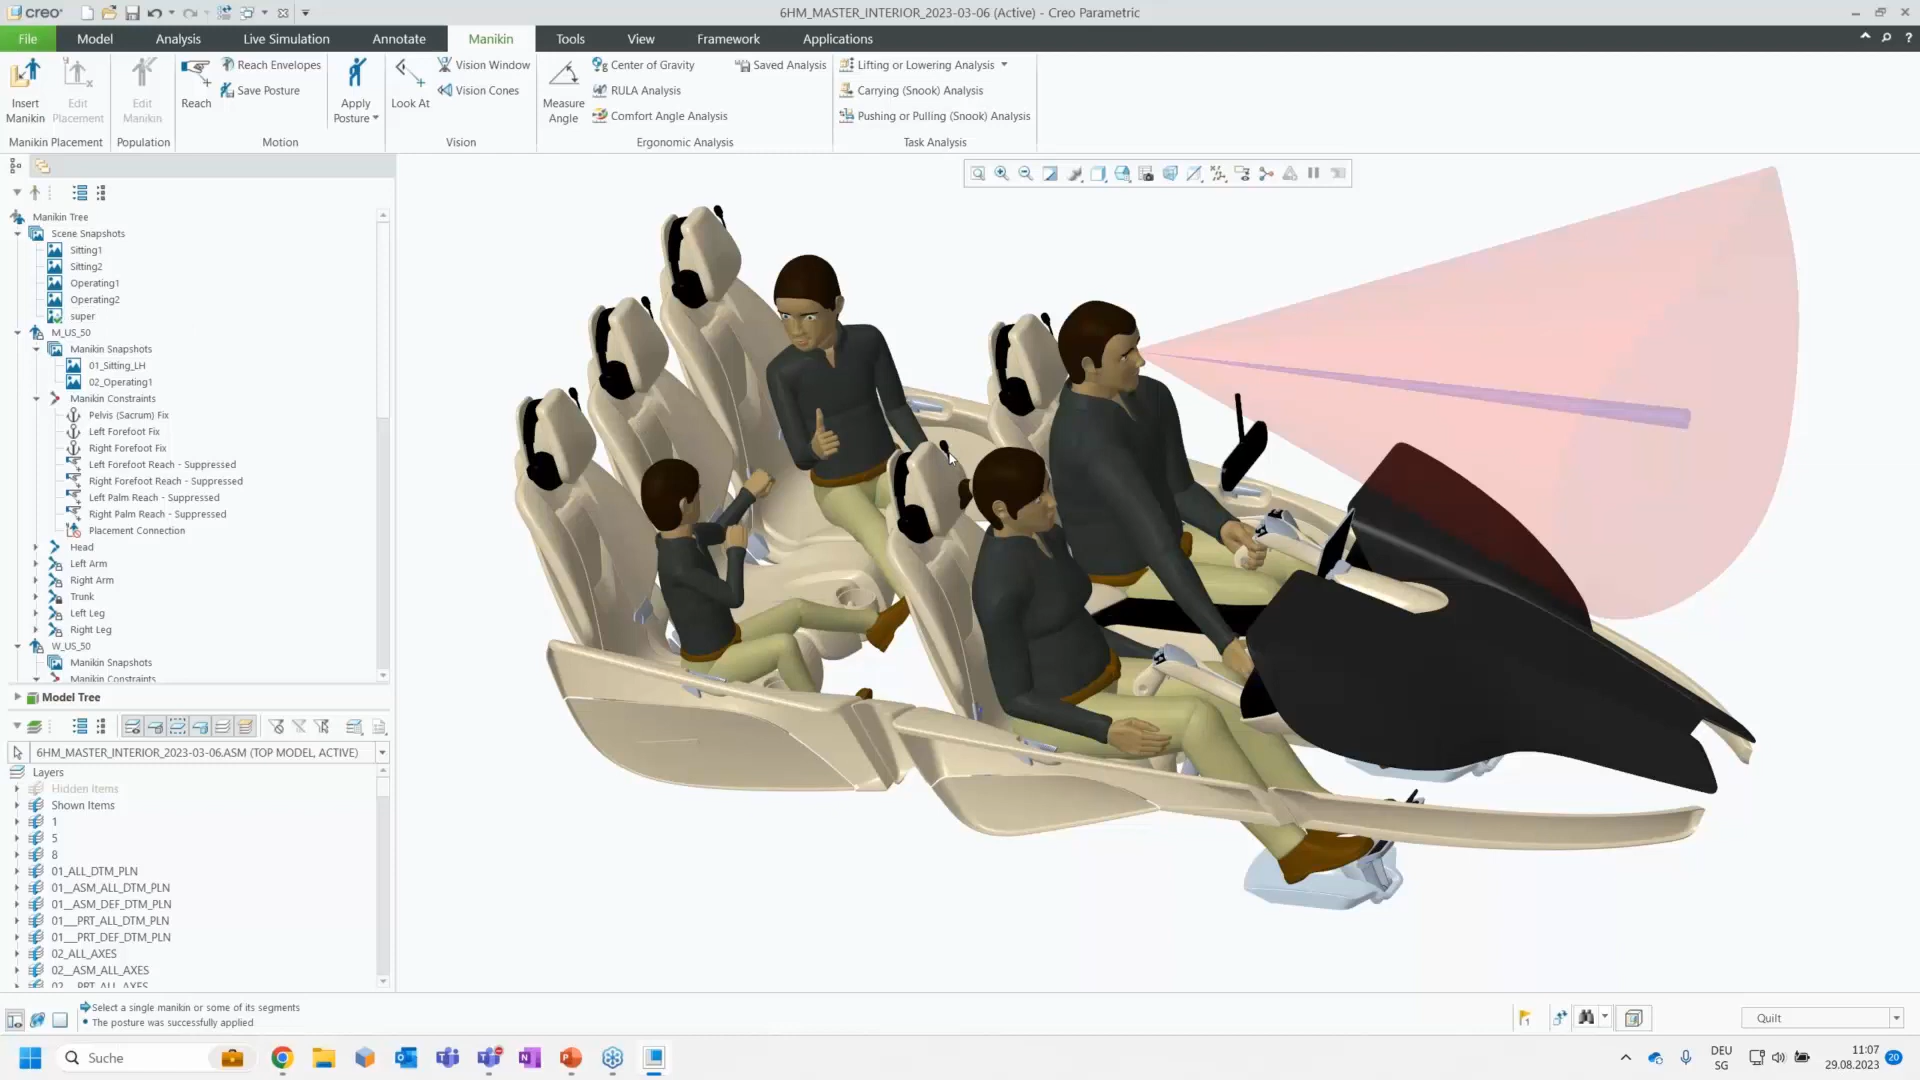 creo
6HM_MASTER_INTERIOR_2023-03-06 (Active) - Creo Parametric
File Model Analysis Live Simulation Annotate Manikin Tools View Framework Applications
Insert Manikin
Edit Placement
Manikin Placement
Edit Manikin
Population
Reach
Reach Envelopes
Save Posture
Apply Posture
Motion
Look At
Vision Window
Vision Cones
Vision
Measure Angle
Center of Gravity
RULA Analysis
Comfort Angle Analysis
Saved Analysis
Ergonomic Analysis
Lifting or Lowering Analysis
Carrying (Snook) Analysis
Pushing or Pulling (Snook) Analysis
Task Analysis
Manikin Tree
Scene Snapshots
Sitting1
Sitting2
Operating1
Operating2
super
M_US_50
Manikin Snapshots
01_Sitting_LH
02_Operating1
Manikin Constraints
Pelvis (Sacrum) Fix
Left Forefoot Fix
Right Forefoot Fix
Left Forefoot Reach - Suppressed
Right Forefoot Reach - Suppressed
Left Palm Reach - Suppressed
Right Palm Reach - Suppressed
Placement Connection
Head
Left Arm
Right Arm
Trunk
Left Leg
Right Leg
W_US_50
Manikin Snapshots
Manikin Constraints
Model Tree
6HM_MASTER_INTERIOR_2023-03-06.ASM (TOP MODEL, ACTIVE)
Layers
Hidden Items
Shown Items
1
5
8
01_ALL_DTM_PLN
01__ASM_ALL_DTM_PLN
01__ASM_DEF_DTM_PLN
01___PRT_ALL_DTM_PLN
01___PRT_DEF_DTM_PLN
02_ALL_AXES
02__ASM_ALL_AXES
02___PRT_ALL_AXES
Select a single manikin or some of its segments
The posture was successfully applied
Quilt
Suche
DEU
SG
11:07
29.08.2023
20